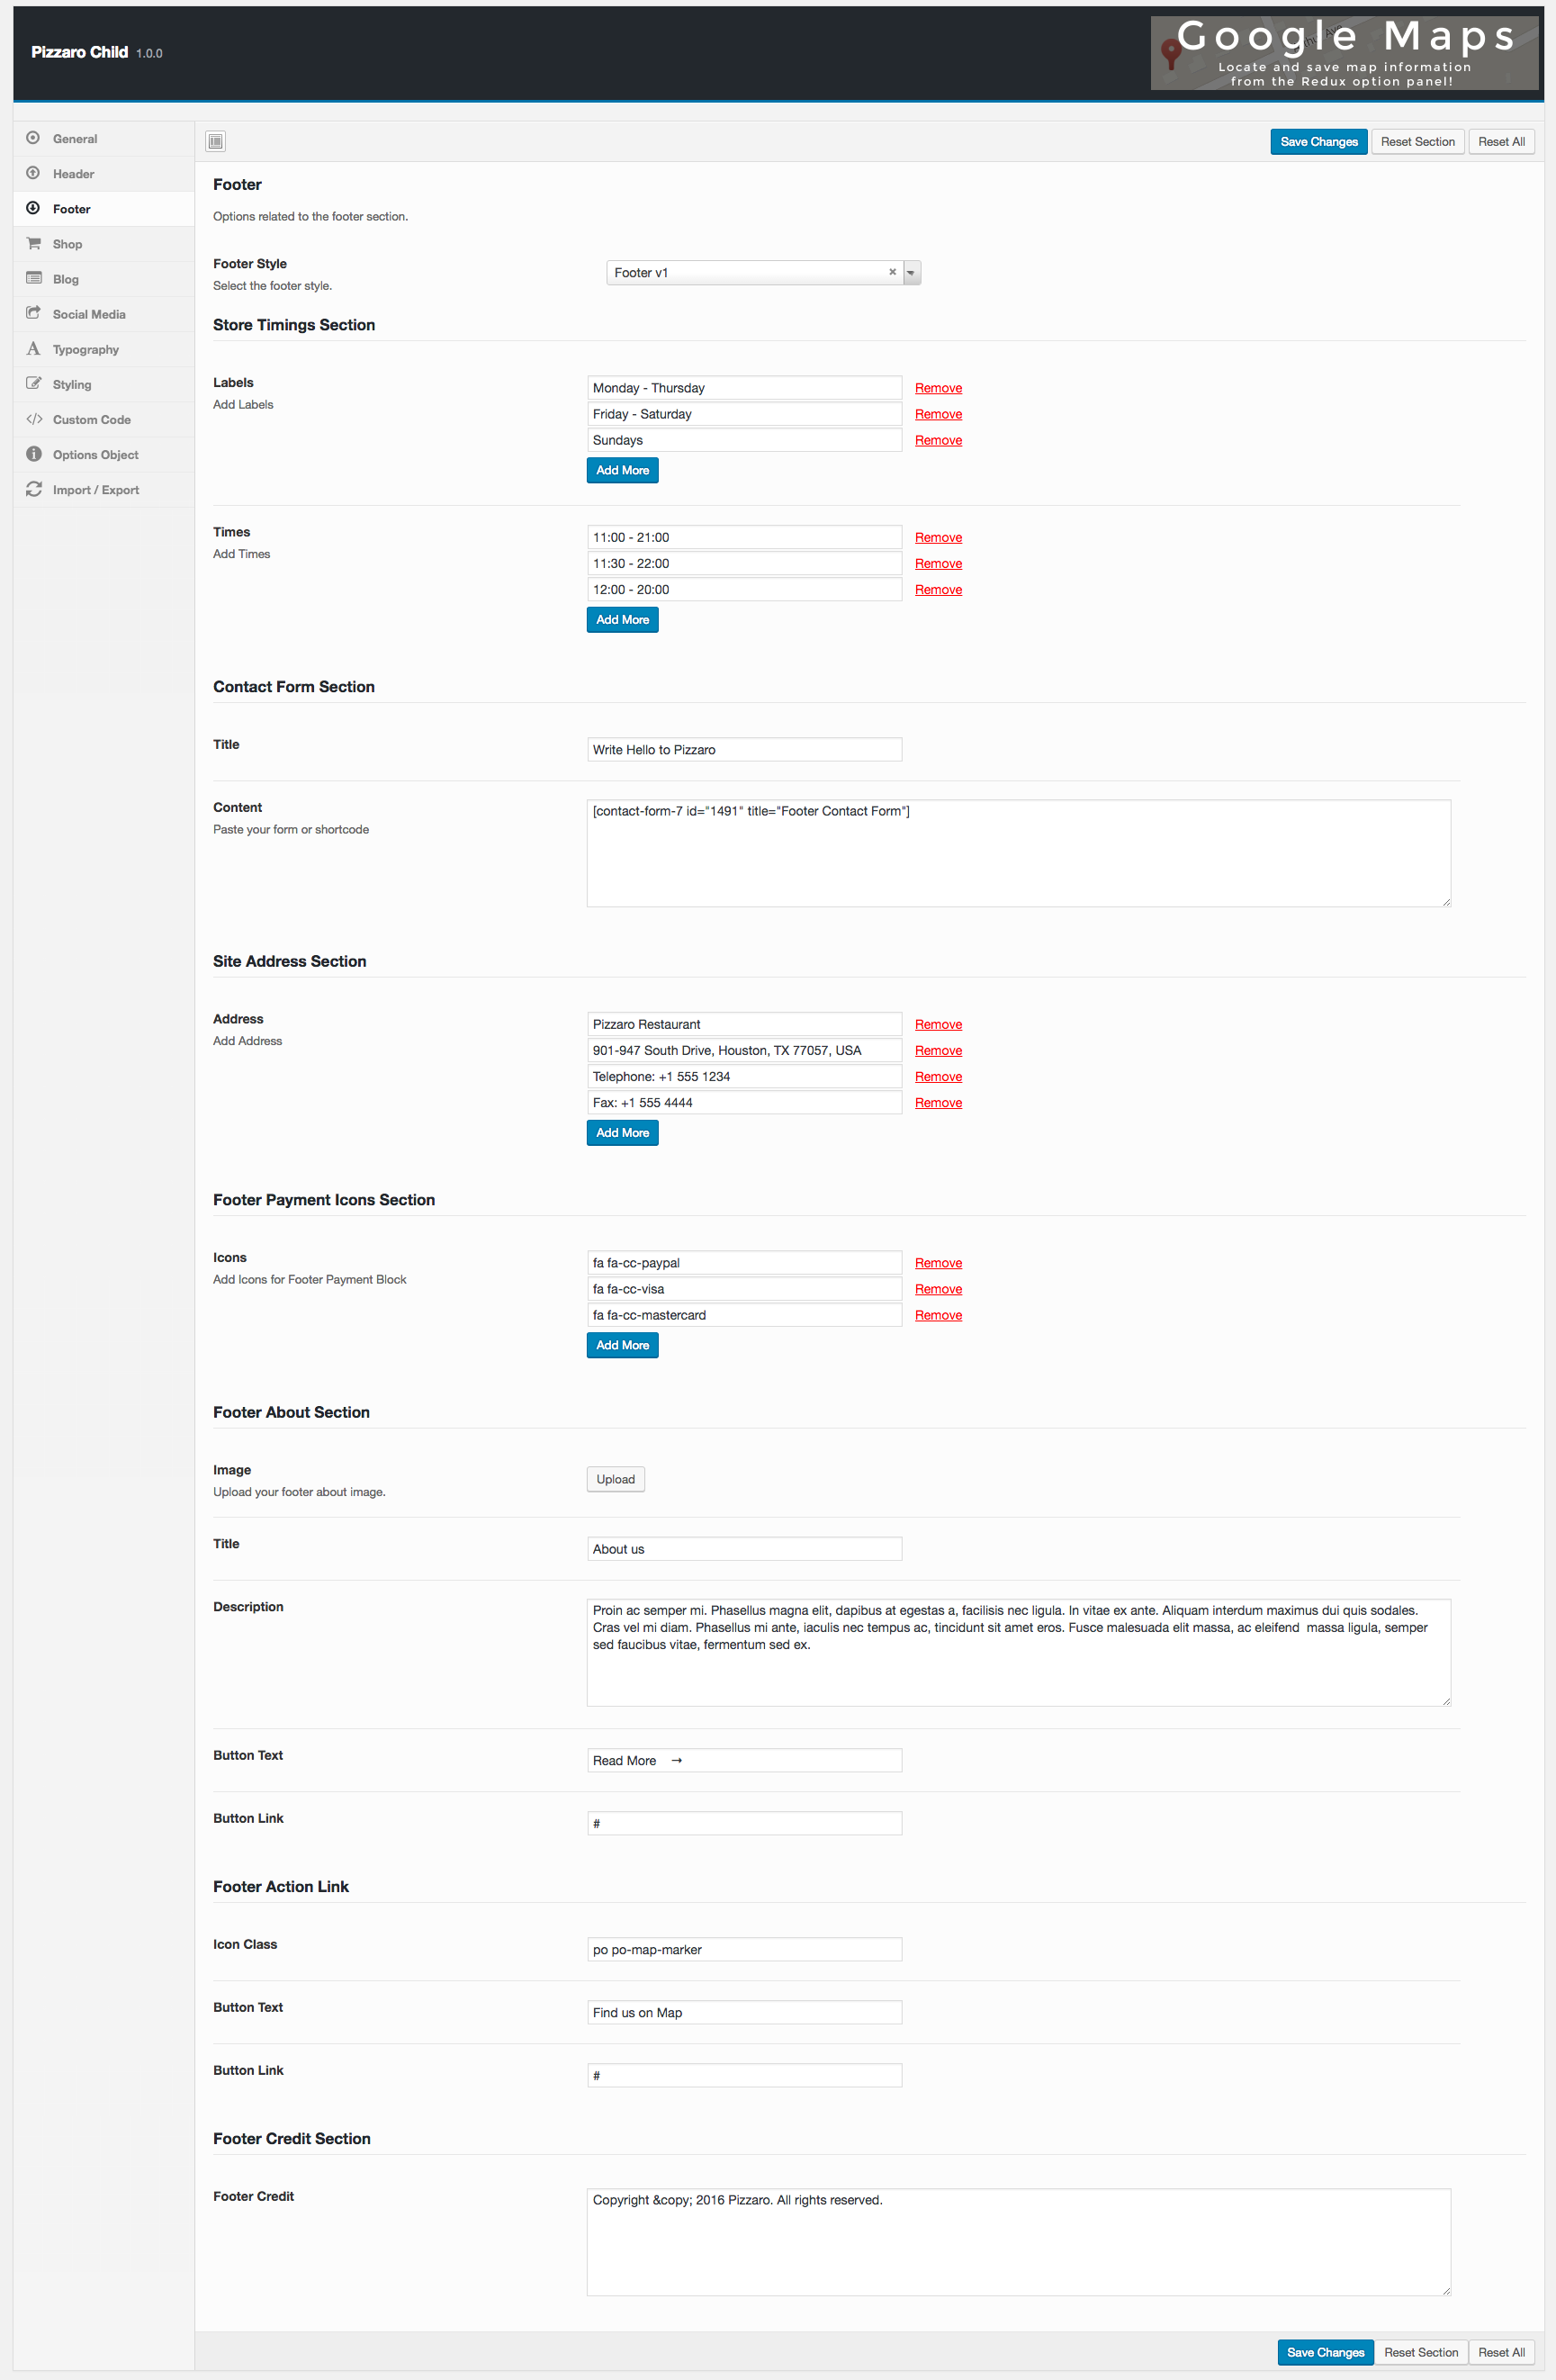 Pizzaro Child 1.0.0
Google Maps
Locate and save map information
from the Redux option panel!
General
Header
Footer
Shop
Blog
Social Media
Typography
Styling
Custom Code
Options Object
Import / Export
Save Changes Reset Section Reset All
Footer
Options related to the footer section.
Footer Style
Select the footer style.
Footer v1
Store Timings Section
Labels
Add Labels
Monday - Thursday Remove
Friday - Saturday Remove
Sundays Remove
Add More
Times
Add Times
11:00 - 21:00 Remove
11:30 - 22:00 Remove
12:00 - 20:00 Remove
Add More
Contact Form Section
Title
Write Hello to Pizzaro
Content
Paste your form or shortcode
[contact-form-7 id="1491" title="Footer Contact Form"]
Site Address Section
Address
Add Address
Pizzaro Restaurant Remove
901-947 South Drive, Houston, TX 77057, USA Remove
Telephone: +1 555 1234 Remove
Fax: +1 555 4444 Remove
Add More
Footer Payment Icons Section
Icons
Add Icons for Footer Payment Block
fa fa-cc-paypal Remove
fa fa-cc-visa Remove
fa fa-cc-mastercard Remove
Add More
Footer About Section
Image
Upload your footer about image.
Upload
Title
About us
Description
Proin ac semper mi. Phasellus magna elit, dapibus at egestas a, facilisis nec ligula. In vitae ex ante. Aliquam interdum maximus dui quis sodales.
Cras vel mi diam. Phasellus mi ante, iaculis nec tempus ac, tincidunt sit amet eros. Fusce malesuada elit massa, ac eleifend  massa ligula, semper
sed faucibus vitae, fermentum sed ex.
Button Text
Read More →
Button Link
#
Footer Action Link
Icon Class
po po-map-marker
Button Text
Find us on Map
Button Link
#
Footer Credit Section
Footer Credit
Copyright &copy; 2016 Pizzaro. All rights reserved.
Save Changes Reset Section Reset All